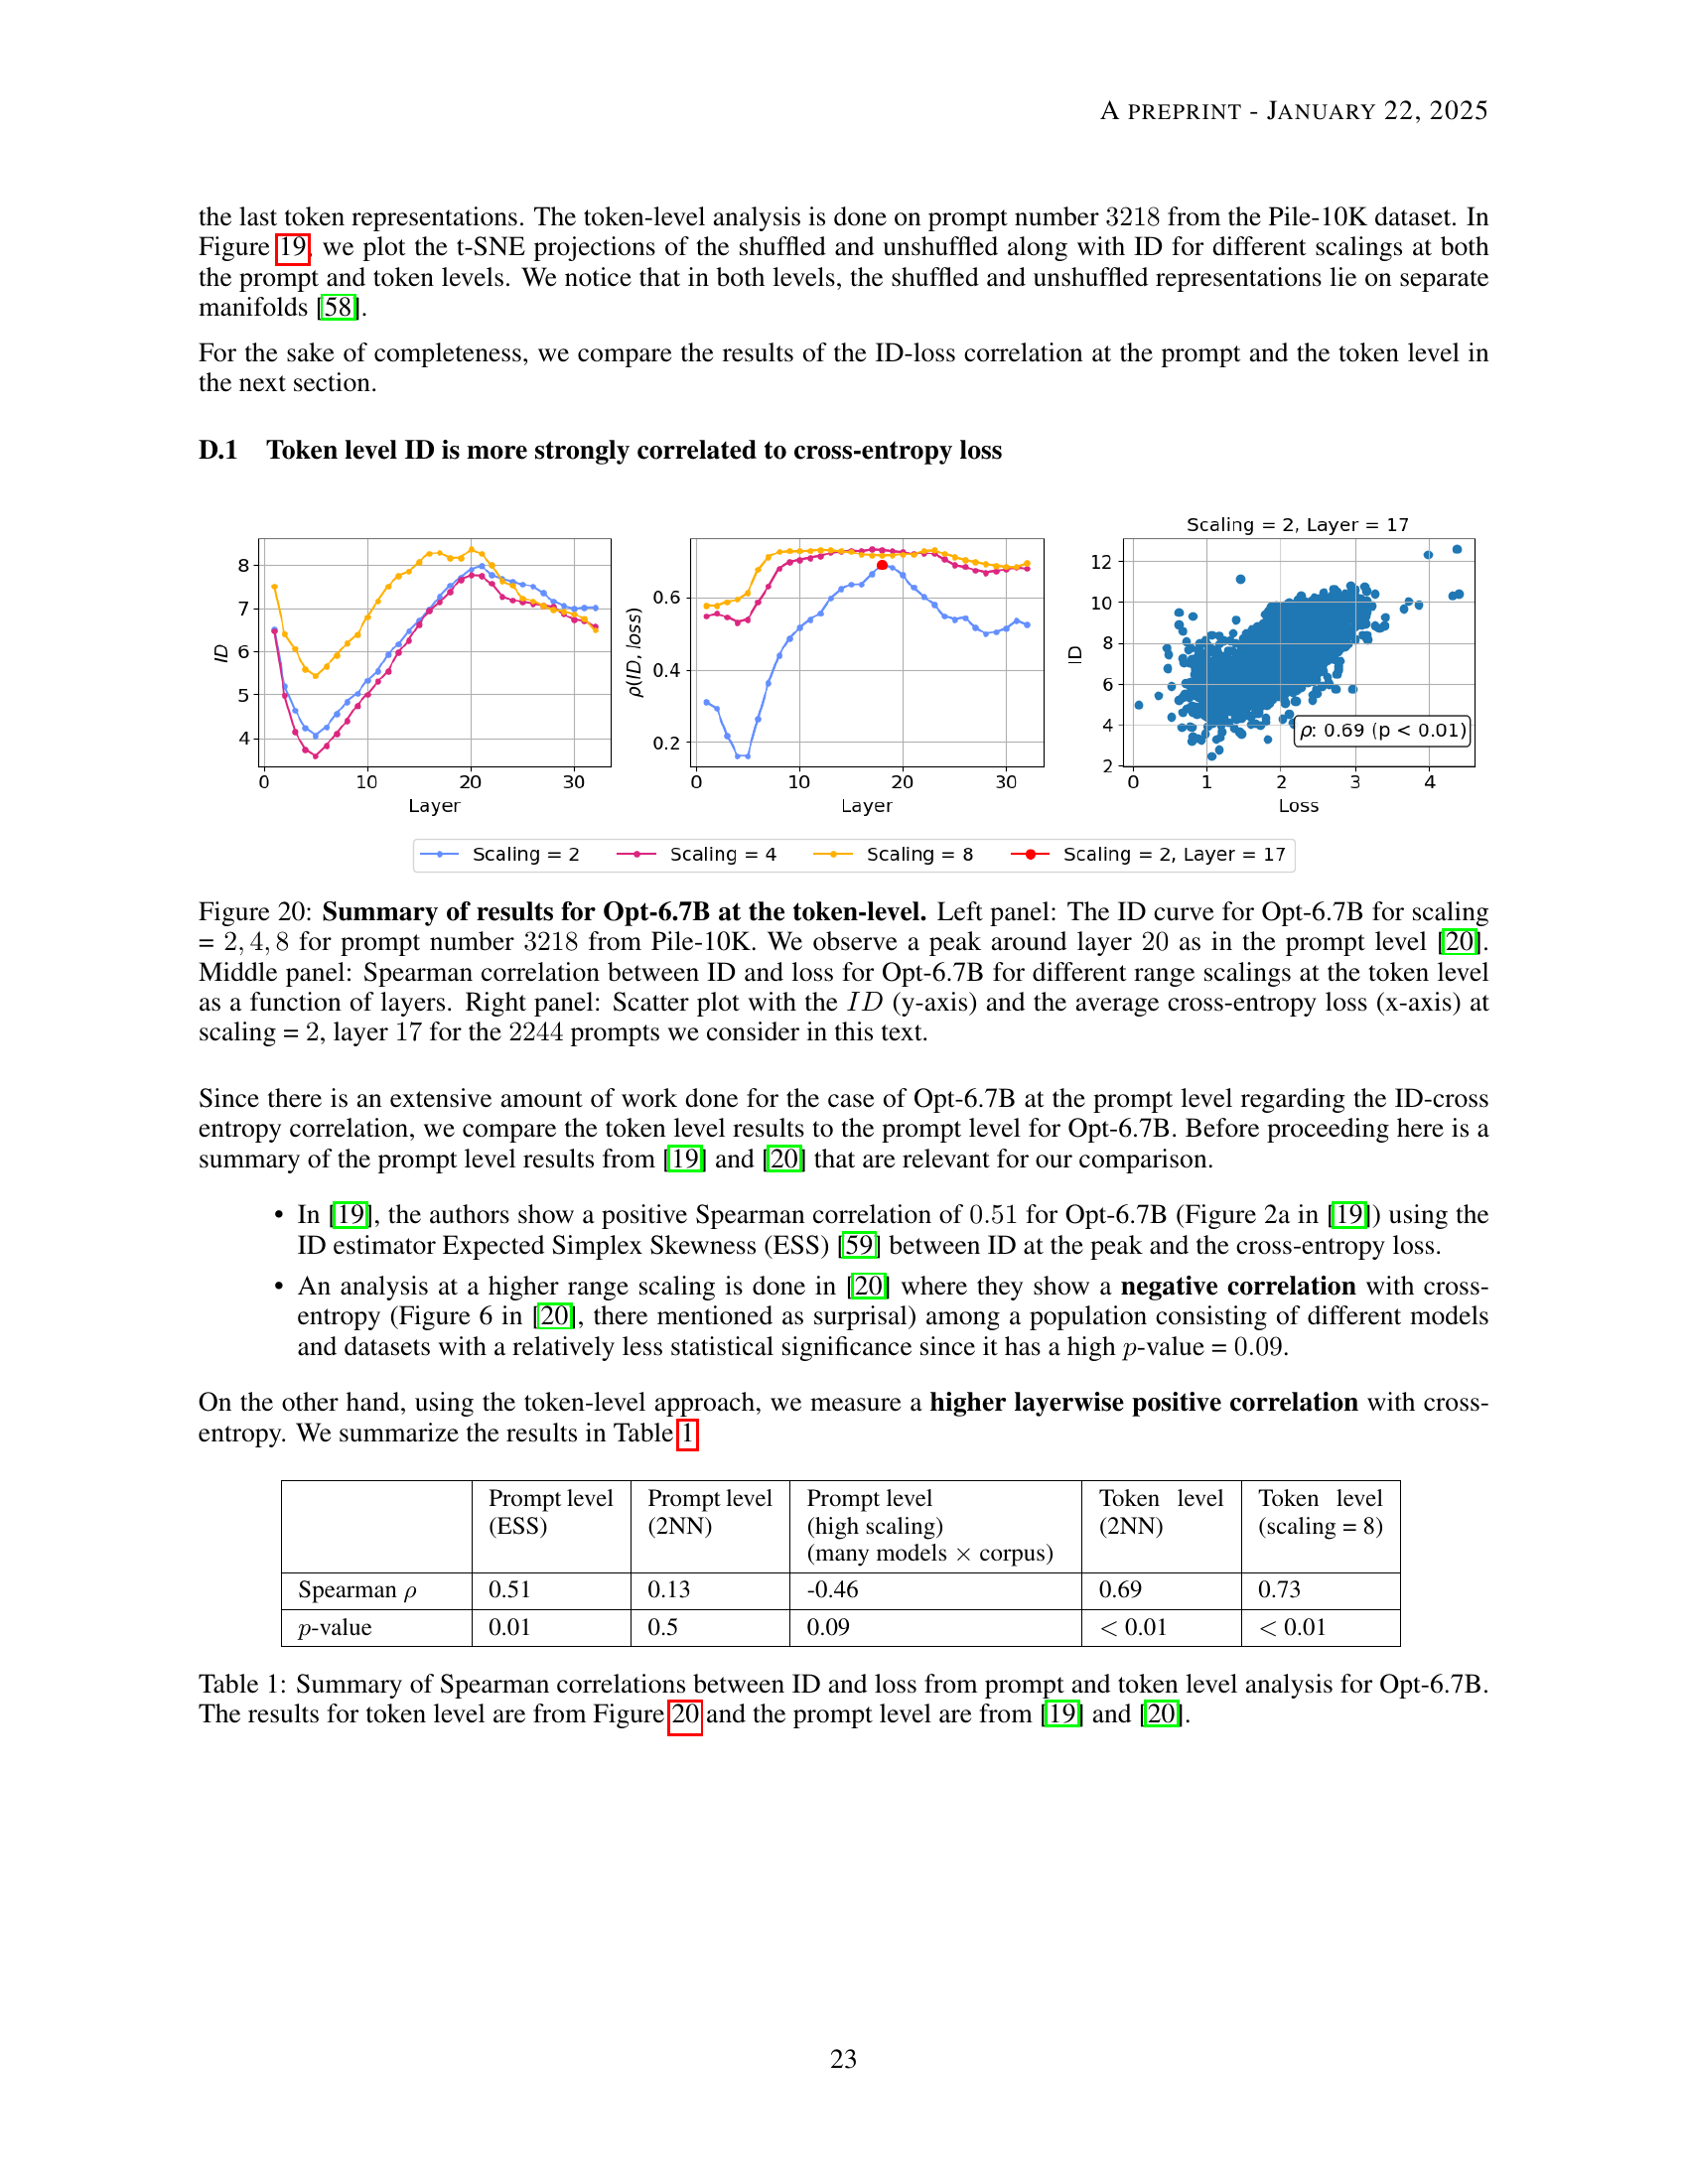 A PREPRINT - JANUARY 22, 2025
the last token representations. The token-level analysis is done on prompt number 3218 from the Pile-10K dataset. In
Figure 19, we plot the t-SNE projections of the shuffled and unshuffled along with ID for different scalings at both
the prompt and token levels. We notice that in both levels, the shuffled and unshuffled representations lie on separate
manifolds [58].
For the sake of completeness, we compare the results of the ID-loss correlation at the prompt and the token level in
the next section.
D.1 Token level ID is more strongly correlated to cross-entropy loss
8
7
6
5
4
ID
0
10
20
30
Layer
0.6
0.4
0.2
ρ(ID, loss)
0
10
20
30
Layer
Scaling = 2, Layer = 17
12
10
8
6
4
2
ID
ρ: 0.69 (p < 0.01)
0
1
2
3
4
Loss
Scaling = 2
Scaling = 4
Scaling = 8
Scaling = 2, Layer = 17
Figure 20: Summary of results for Opt-6.7B at the token-level. Left panel: The ID curve for Opt-6.7B for scaling
= 2, 4, 8 for prompt number 3218 from Pile-10K. We observe a peak around layer 20 as in the prompt level [20].
Middle panel: Spearman correlation between ID and loss for Opt-6.7B for different range scalings at the token level
as a function of layers. Right panel: Scatter plot with the ID (y-axis) and the average cross-entropy loss (x-axis) at
scaling = 2, layer 17 for the 2244 prompts we consider in this text.
Since there is an extensive amount of work done for the case of Opt-6.7B at the prompt level regarding the ID-cross
entropy correlation, we compare the token level results to the prompt level for Opt-6.7B. Before proceeding here is a
summary of the prompt level results from [19] and [20] that are relevant for our comparison.
• In [19], the authors show a positive Spearman correlation of 0.51 for Opt-6.7B (Figure 2a in [19]) using the
ID estimator Expected Simplex Skewness (ESS) [59] between ID at the peak and the cross-entropy loss.
• An analysis at a higher range scaling is done in [20] where they show a negative correlation with cross-
entropy (Figure 6 in [20], there mentioned as surprisal) among a population consisting of different models
and datasets with a relatively less statistical significance since it has a high p-value = 0.09.
On the other hand, using the token-level approach, we measure a higher layerwise positive correlation with cross-
entropy. We summarize the results in Table 1
Prompt level (ESS)
Prompt level (2NN)
Prompt level (high scaling) (many models × corpus)
Token level (2NN)
Token level (scaling = 8)
Spearman ρ 0.51 0.13 -0.46 0.69 0.73
p-value 0.01 0.5 0.09 < 0.01 < 0.01
Table 1: Summary of Spearman correlations between ID and loss from prompt and token level analysis for Opt-6.7B.
The results for token level are from Figure 20 and the prompt level are from [19] and [20].
23